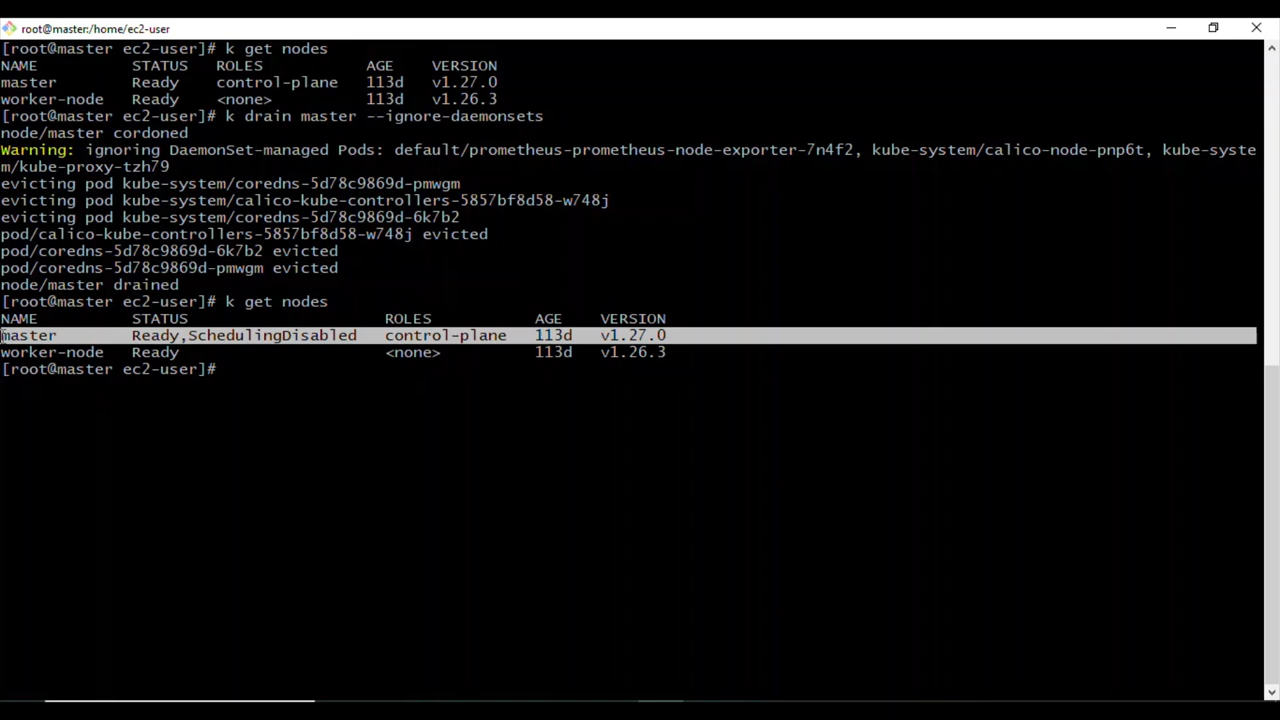 root@master:/home/ec2-user
[root@master ec2-user]# k get nodes
NAME STATUS ROLES AGE VERSION
master Ready control-plane 113d v1.27.0
worker-node Ready <none> 113d v1.26.3
[root@master ec2-user]# k drain master --ignore-daemonsets
node/master cordoned
Warning: ignoring DaemonSet-managed Pods: default/prometheus-prometheus-node-exporter-7n4f2, kube-system/calico-node-pnp6t, kube-syste
m/kube-proxy-tzh79
evicting pod kube-system/coredns-5d78c9869d-pmwgm
evicting pod kube-system/calico-kube-controllers-5857bf8d58-w748j
evicting pod kube-system/coredns-5d78c9869d-6k7b2
pod/calico-kube-controllers-5857bf8d58-w748j evicted
pod/coredns-5d78c9869d-6k7b2 evicted
pod/coredns-5d78c9869d-pmwgm evicted
node/master drained
[root@master ec2-user]# k get nodes
NAME STATUS ROLES AGE VERSION
master Ready,SchedulingDisabled control-plane 113d v1.27.0
worker-node Ready <none> 113d v1.26.3
[root@master ec2-user]#